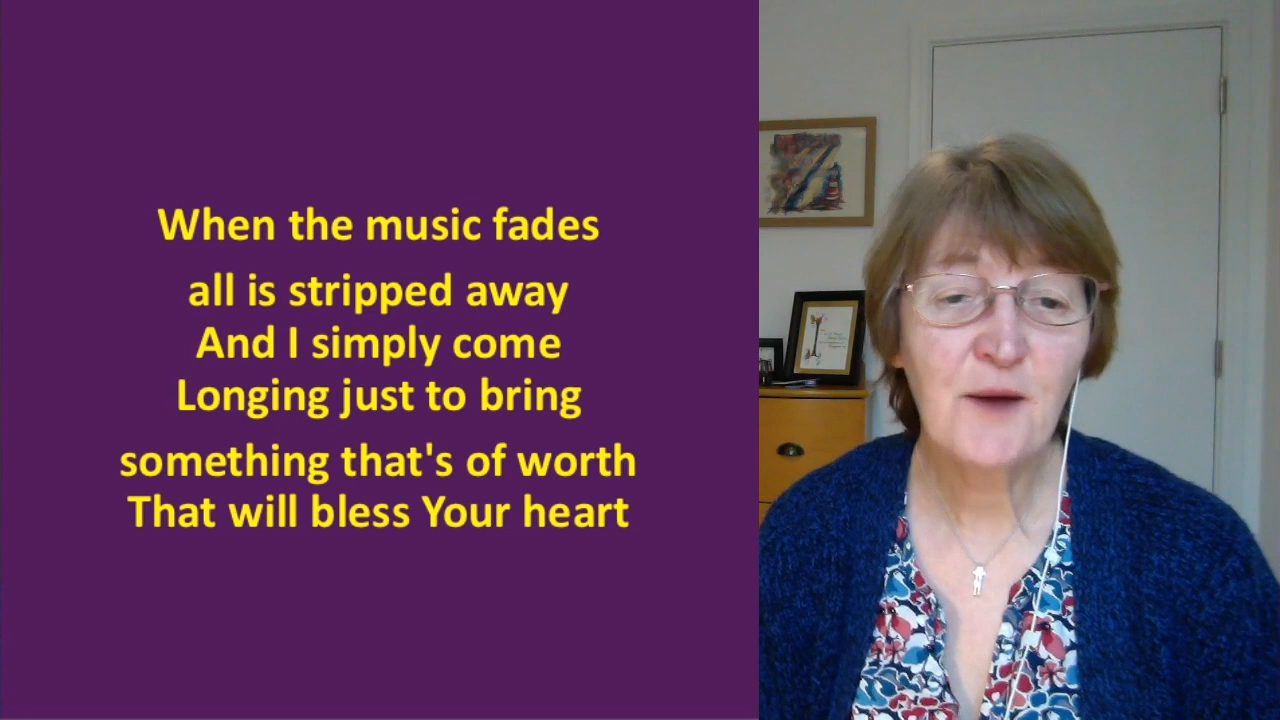 When the music fades
all is stripped away
And I simply come
Longing just to bring
something that's of worth
That will bless Your heart